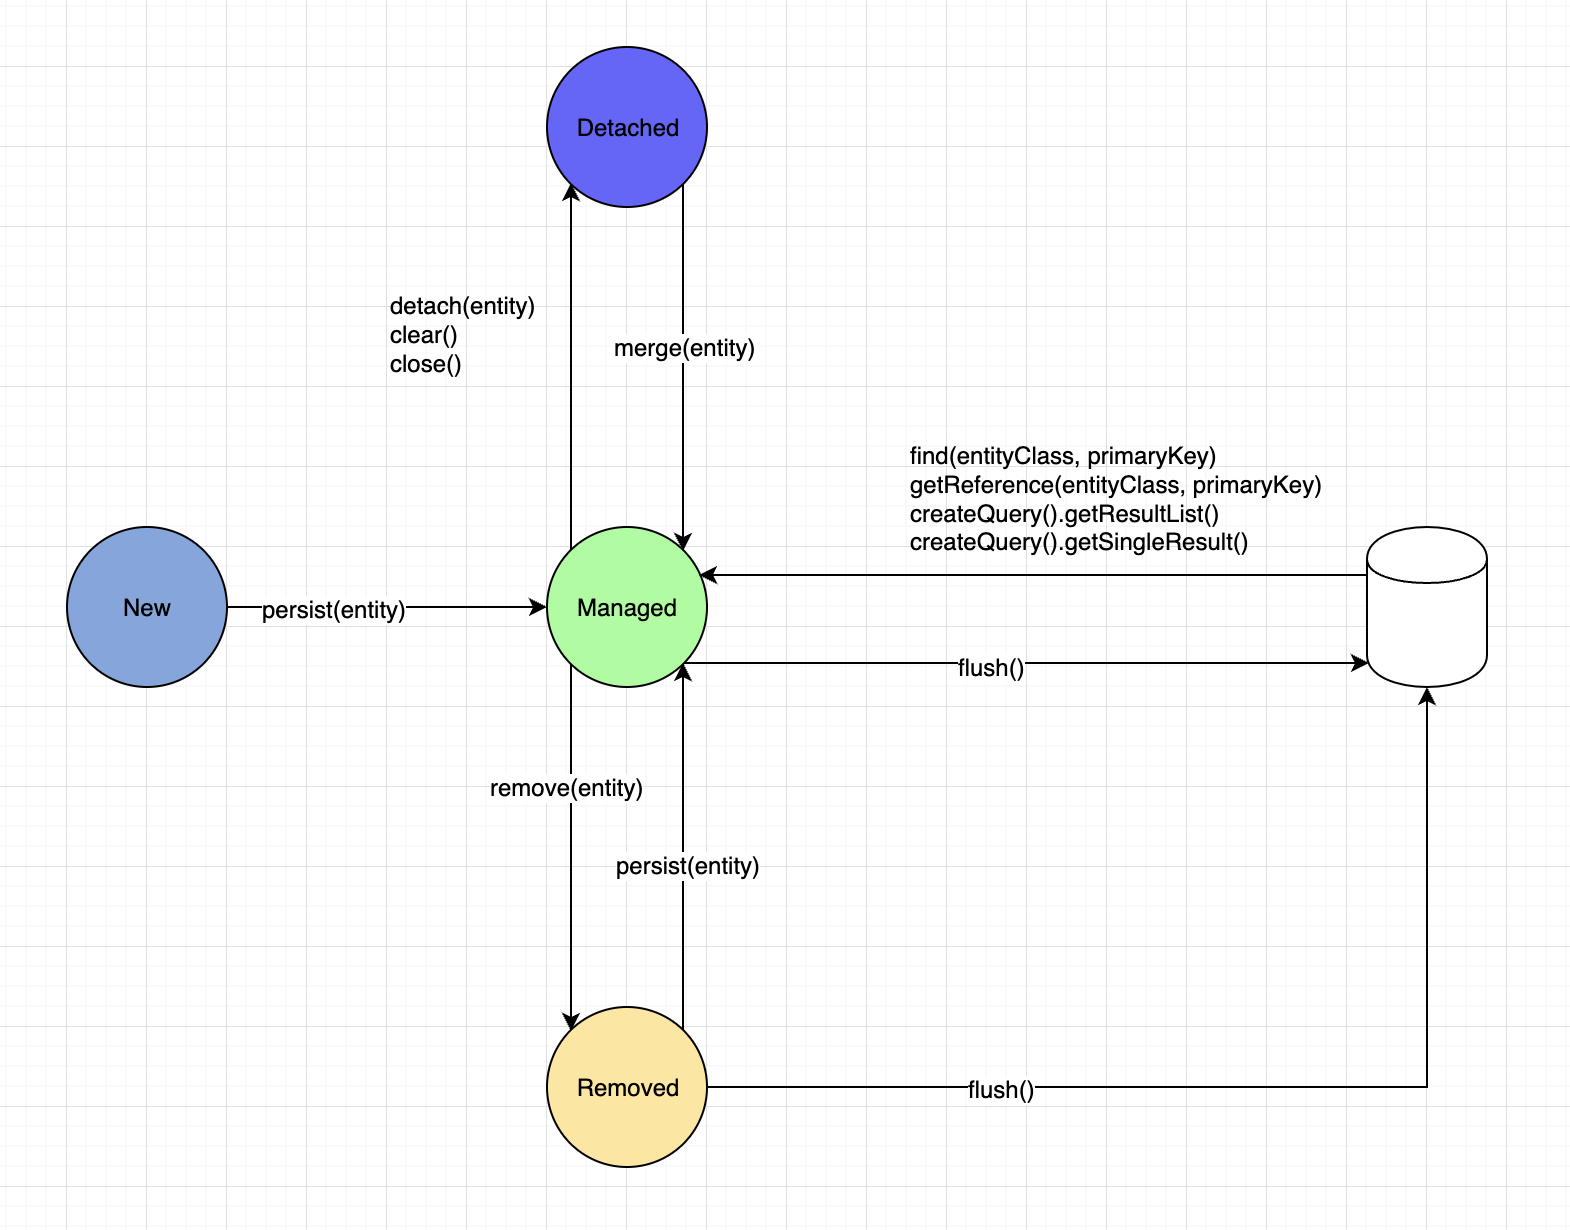 Detached
detach(entity)
clear()
close()
merge(entity)
find(entityClass, primaryKey)
getReference(entityClass, primaryKey)
createQuery().getResultList()
createQuery().getSingleResult()
New
persist(entity)
Managed
flush()
remove(entity)
persist(entity)
Removed
flush()